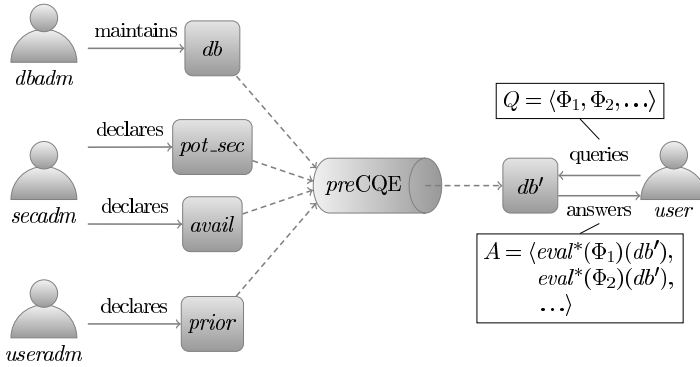 maintains
db
dbadm
declares
pot_sec
secadm
declares
avail
declares
prior
useradm
preCQE
Q = ⟨Φ1, Φ2, ...⟩
queries
db′
answers
user
A = ⟨eval*(Φ1)(db′),
eval*(Φ2)(db′),
...⟩